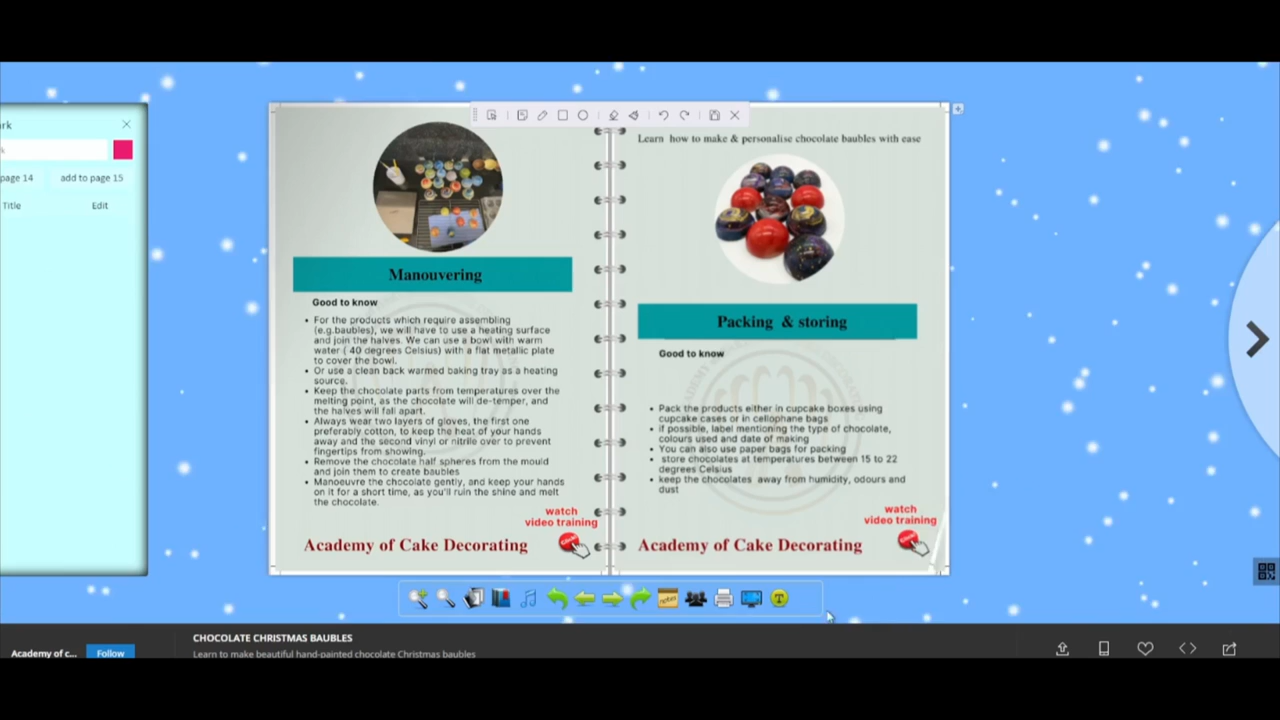 ark
page 14
add to page 15
Title
Edit
Manouvering
Good to know
• For the products which require assembling
(e.g.baubles), we will have to use a heating surface
and join the halves. We can use a bowl with warm
water ( 40 degrees Celsius) with a flat metallic plate
to cover the bowl.
• Or use a clean back warmed baking tray as a heating
source.
• Keep the chocolate parts from temperatures over the
melting point, as the chocolate will de-temper, and
the halves will fall apart.
• Always wear two layers of gloves, the first one
preferably cotton, to keep the heat of your hands
away and the second vinyl or nitrile over to prevent
fingertips from showing.
• Remove the chocolate half spheres from the mould
and join them to create baubles
• Manoeuvre the chocolate gently, and keep your hands
on it for a short time, as you'll ruin the shine and melt
the chocolate.
watch
video training
Academy of Cake Decorating
Learn how to make & personalise chocolate baubles with ease
Packing & storing
Good to know
• Pack the products either in cupcake boxes using
cupcake cases or in cellophane bags
• if possible, label mentioning the type of chocolate,
colours used and date of making
• You can also use paper bags for packing
• store chocolates at temperatures between 15 to 22
degrees Celsius
• keep the chocolates away from humidity, odours and
dust
watch
video training
Academy of Cake Decorating
notes
T
CHOCOLATE CHRISTMAS BAUBLES
Academy of c...
Follow
Learn to make beautiful hand-painted chocolate Christmas baubles